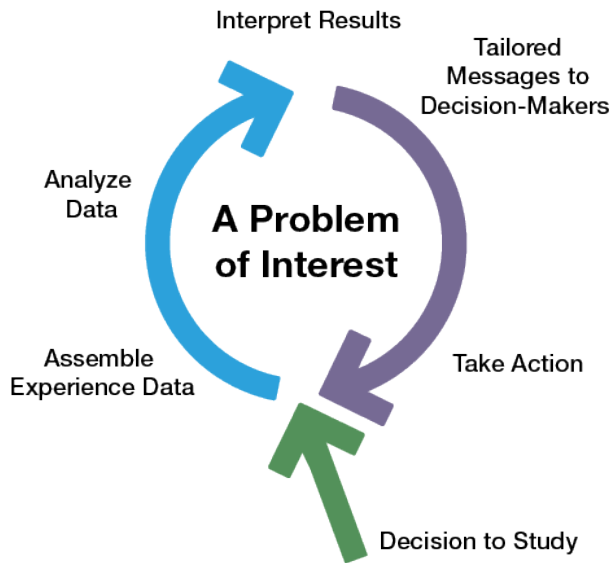 Interpret Results
Tailored
Messages to
Decision-Makers
Analyze
Data
A Problem
of Interest
Assemble
Experience Data
Take Action
Decision to Study